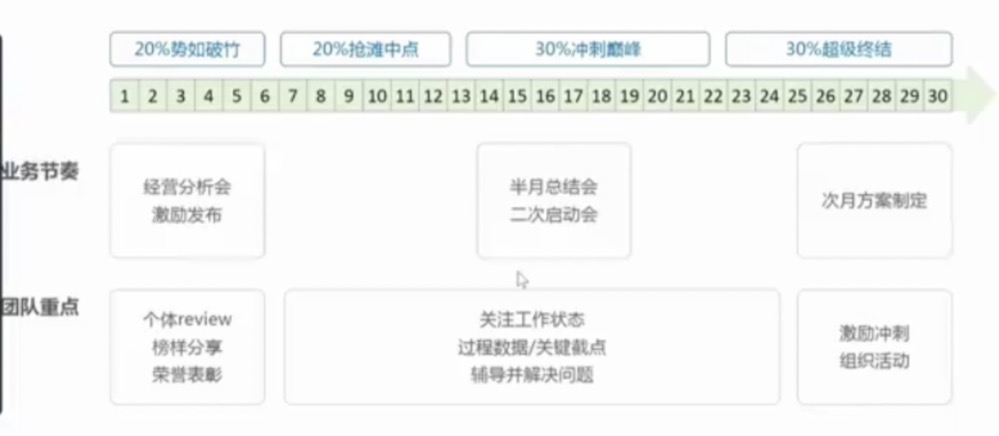 20%势如破竹 20%抢滩中点 30%冲刺巅峰 30%超级终结
1 2 3 4 5 6 7 8 9 10 11 12 13 14 15 16 17 18 19 20 21 22 23 24 25 26 27 28 29 30
业务节奏
经营分析会
激励发布
半月总结会
二次启动会
次月方案制定
团队重点
个体review
榜样分享
荣誉表彰
关注工作状态
过程数据/关键截点
辅导并解决问题
激励冲刺
组织活动